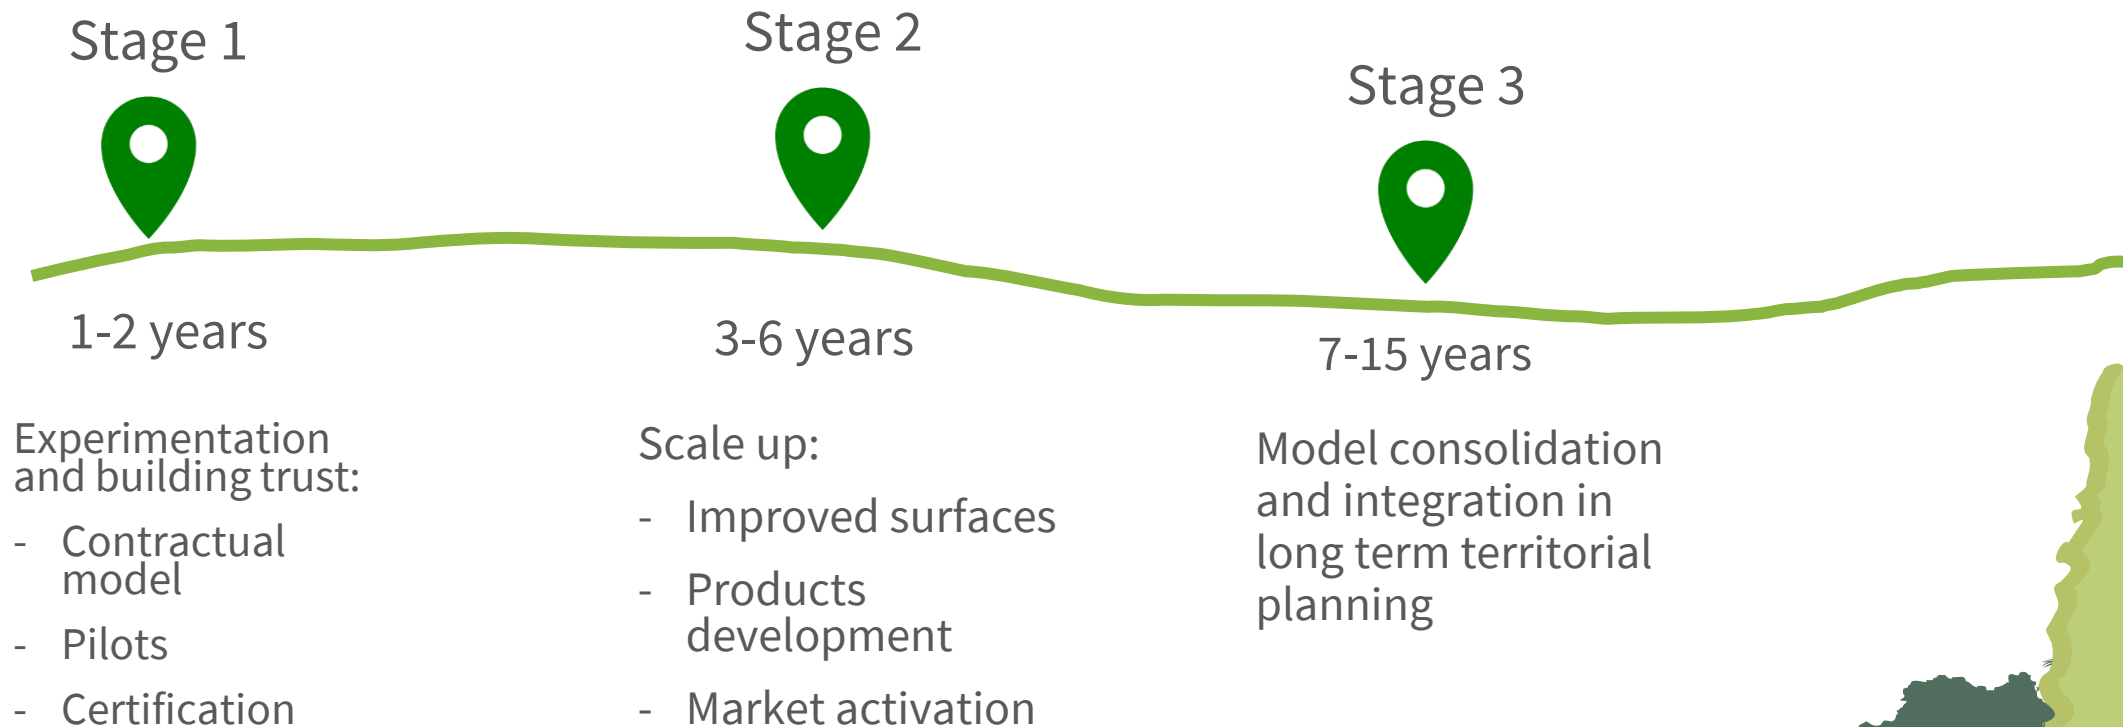 Stage 1
1-2 years
Experimentation
and building trust:
- Contractual
model
- Pilots
- Certification
Stage 2
3-6 years
Scale up:
- Improved surfaces
- Products
development
- Market activation
Stage 3
7-15 years
Model consolidation
and integration in
long term territorial
planning